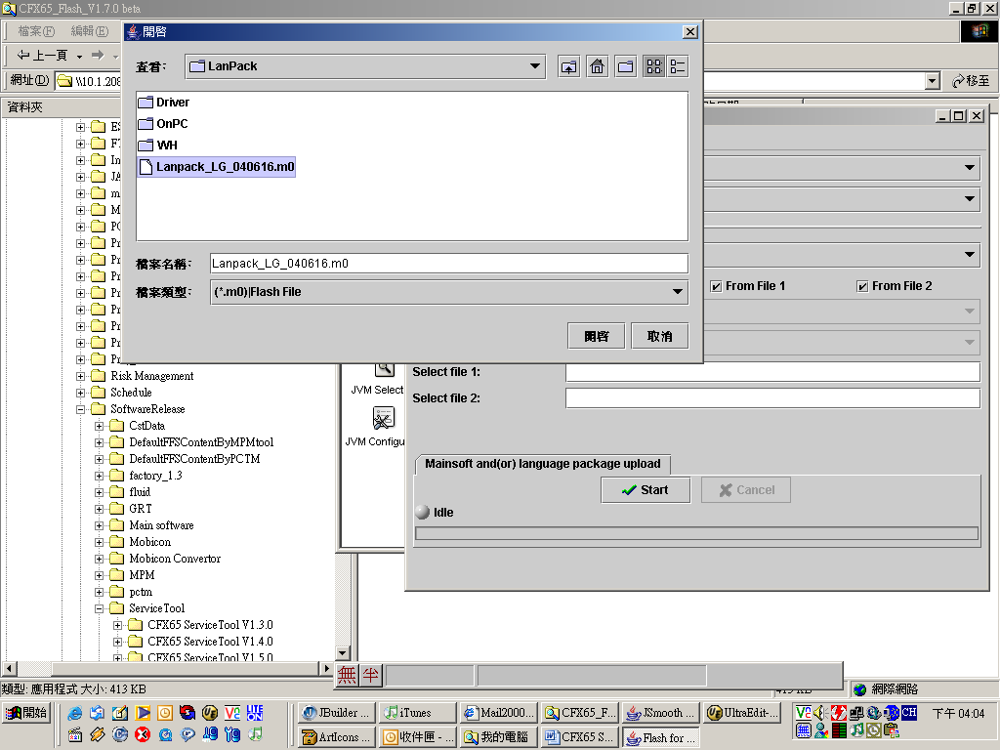 CFX65_Flash_V1.7.0 beta
檔案(F) 編輯(E)
上一頁
網址(D) \\10.1.208
移至
資料夾
開啓
查看:
LanPack
Driver
OnPC
WH
Lanpack_LG_040616.m0
檔案名稱:
Lanpack_LG_040616.m0
檔案類型:
(*.m0)|Flash File
開啓 取消
From File 1 From File 2
Select file 1:
Select file 2:
Mainsoft and(or) language package upload
Start Cancel
Idle
JVM Select
JVM Configu
Risk Management
Schedule
SoftwareRelease
CstData
DefaultFFSContentByMPMtool
DefaultFFSContentByPCTM
factory_1.3
fluid
GRT
Main software
Mobicon
Mobicon Convertor
MPM
pctm
ServiceTool
CFX65 ServiceTool V1.3.0
CFX65 ServiceTool V1.4.0
CFX65 ServiceTool V1.5.0
無 半
類型: 應用程式 大小: 413 KB
413 KB
網際網路
開始
JBuilder ...
iTunes
Mail2000...
CFX65_F...
JSmooth ...
UltraEdit-...
CH
下午 04:04
ArtIcons ...
收件匣 - ...
我的電腦
CFX65 S...
Flash for ...